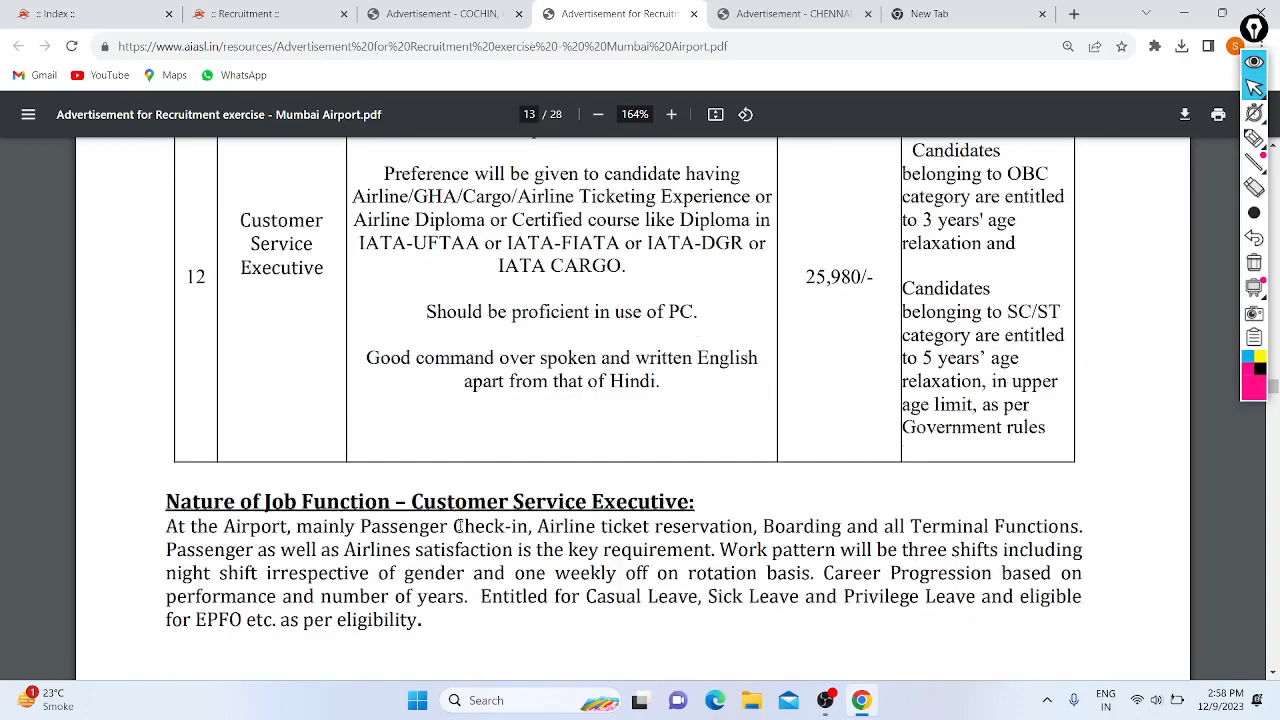 :: Index ::
:: Recruitment ::
Advertisement - COCHIN,
Advertisement for Recruitm
Advertisement - CHENNAI
New Tab
https://www.aiasl.in/resources/Advertisement%20for%20Recruitment%20exercise%20-%20%20Mumbai%20Airport.pdf
S
Gmail
YouTube
Maps
WhatsApp
Advertisement for Recruitment exercise - Mumbai Airport.pdf
13 / 28
164%
12
Customer
Service
Executive
Preference will be given to candidate having
Airline/GHA/Cargo/Airline Ticketing Experience or
Airline Diploma or Certified course like Diploma in
IATA-UFTAA or IATA-FIATA or IATA-DGR or
IATA CARGO.
Should be proficient in use of PC.
Good command over spoken and written English
apart from that of Hindi.
25,980/-
Candidates
belonging to OBC
category are entitled
to 3 years' age
relaxation and
Candidates
belonging to SC/ST
category are entitled
to 5 years’ age
relaxation, in upper
age limit, as per
Government rules
Nature of Job Function – Customer Service Executive:
At the Airport, mainly Passenger Check-in, Airline ticket reservation, Boarding and all Terminal Functions.
Passenger as well as Airlines satisfaction is the key requirement. Work pattern will be three shifts including
night shift irrespective of gender and one weekly off on rotation basis. Career Progression based on
performance and number of years. Entitled for Casual Leave, Sick Leave and Privilege Leave and eligible
for EPFO etc. as per eligibility.
1
23°C
Smoke
Search
ENG
IN
2:58 PM
12/9/2023